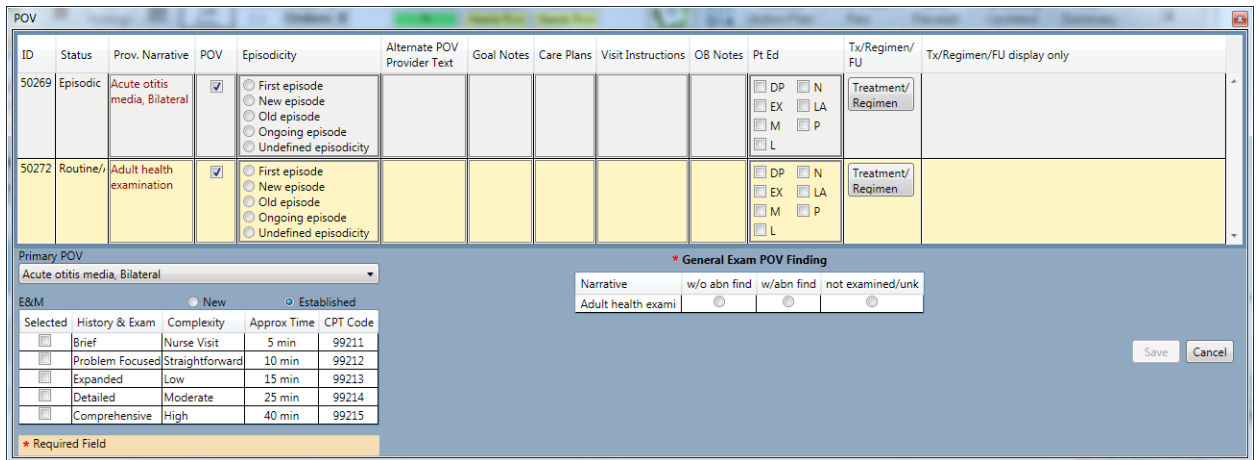 POV
ID Status Prov. Narrative POV Episodicity Alternate POV Provider Text Goal Notes Care Plans Visit Instructions OB Notes Pt Ed Tx/Regimen/ FU Tx/Regimen/FU display only
50269 Episodic Acute otitis media, Bilateral
First episode
New episode
Old episode
Ongoing episode
Undefined episodicity
DP N
EX LA
M P
L
Treatment/
Regimen
50272 Routine/ Adult health examination
First episode
New episode
Old episode
Ongoing episode
Undefined episodicity
DP N
EX LA
M P
L
Treatment/
Regimen
Primary POV
Acute otitis media, Bilateral
E&M New Established
Selected History & Exam Complexity Approx Time CPT Code
Brief Nurse Visit 5 min 99211
Problem Focused Straightforward 10 min 99212
Expanded Low 15 min 99213
Detailed Moderate 25 min 99214
Comprehensive High 40 min 99215
* Required Field
* General Exam POV Finding
Narrative w/o abn find w/abn find not examined/unk
Adult health exami
Save Cancel